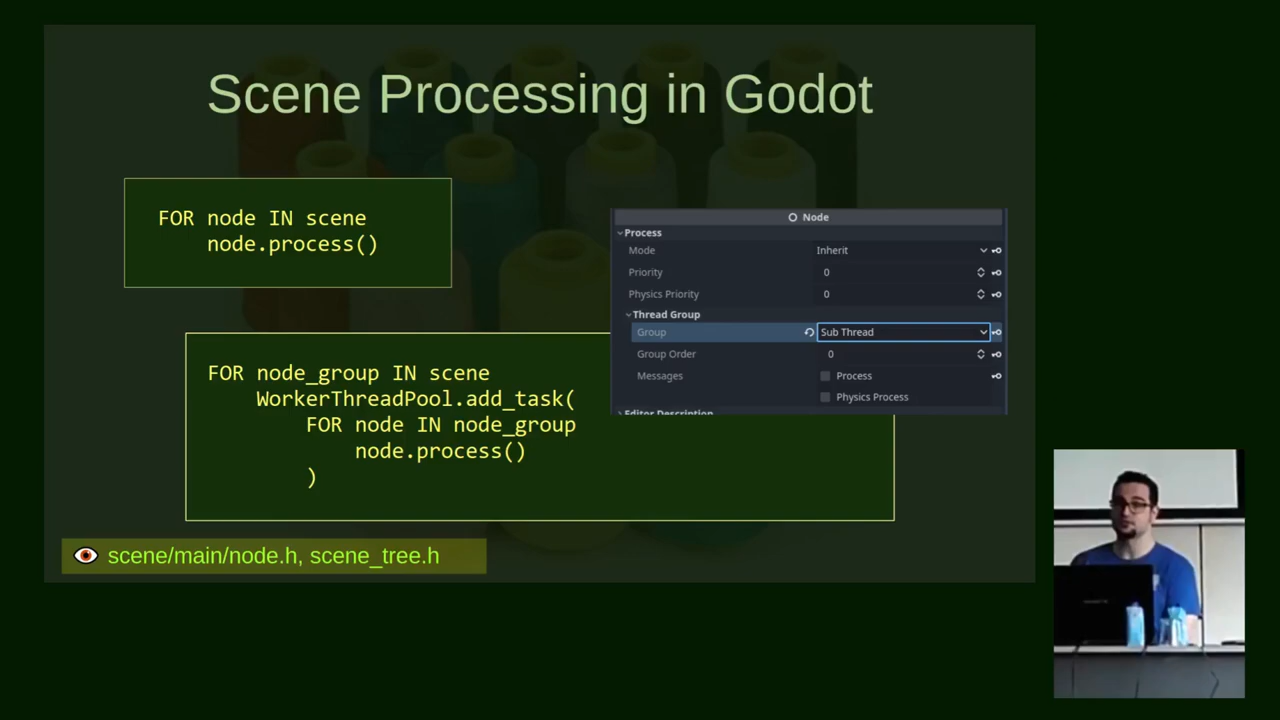 Scene Processing in Godot
FOR node IN scene
node.process()
FOR node_group IN scene
WorkerThreadPool.add_task(
FOR node IN node_group
node.process()
)
Node
Process
Mode Inherit
Priority 0
Physics Priority 0
Thread Group
Group Sub Thread
Group Order 0
Messages Process
Physics Process
Editor Description
scene/main/node.h, scene_tree.h